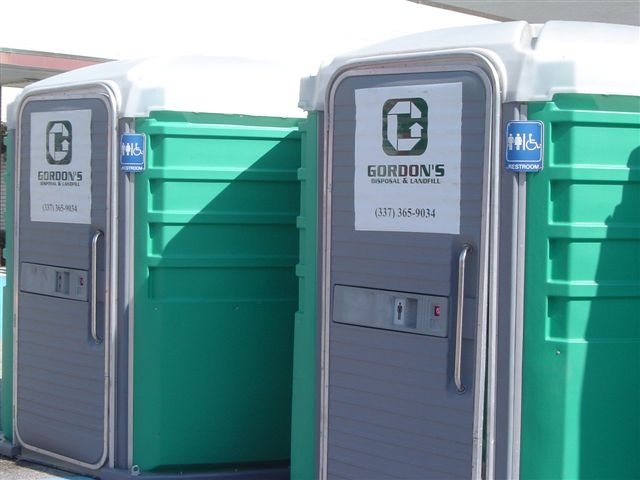 GORDON'S
DISPOSAL & LANDFILL
(337) 365-9034
RESTROOM
GORDON'S
DISPOSAL & LANDFILL
(337) 365-9034
RESTROOM